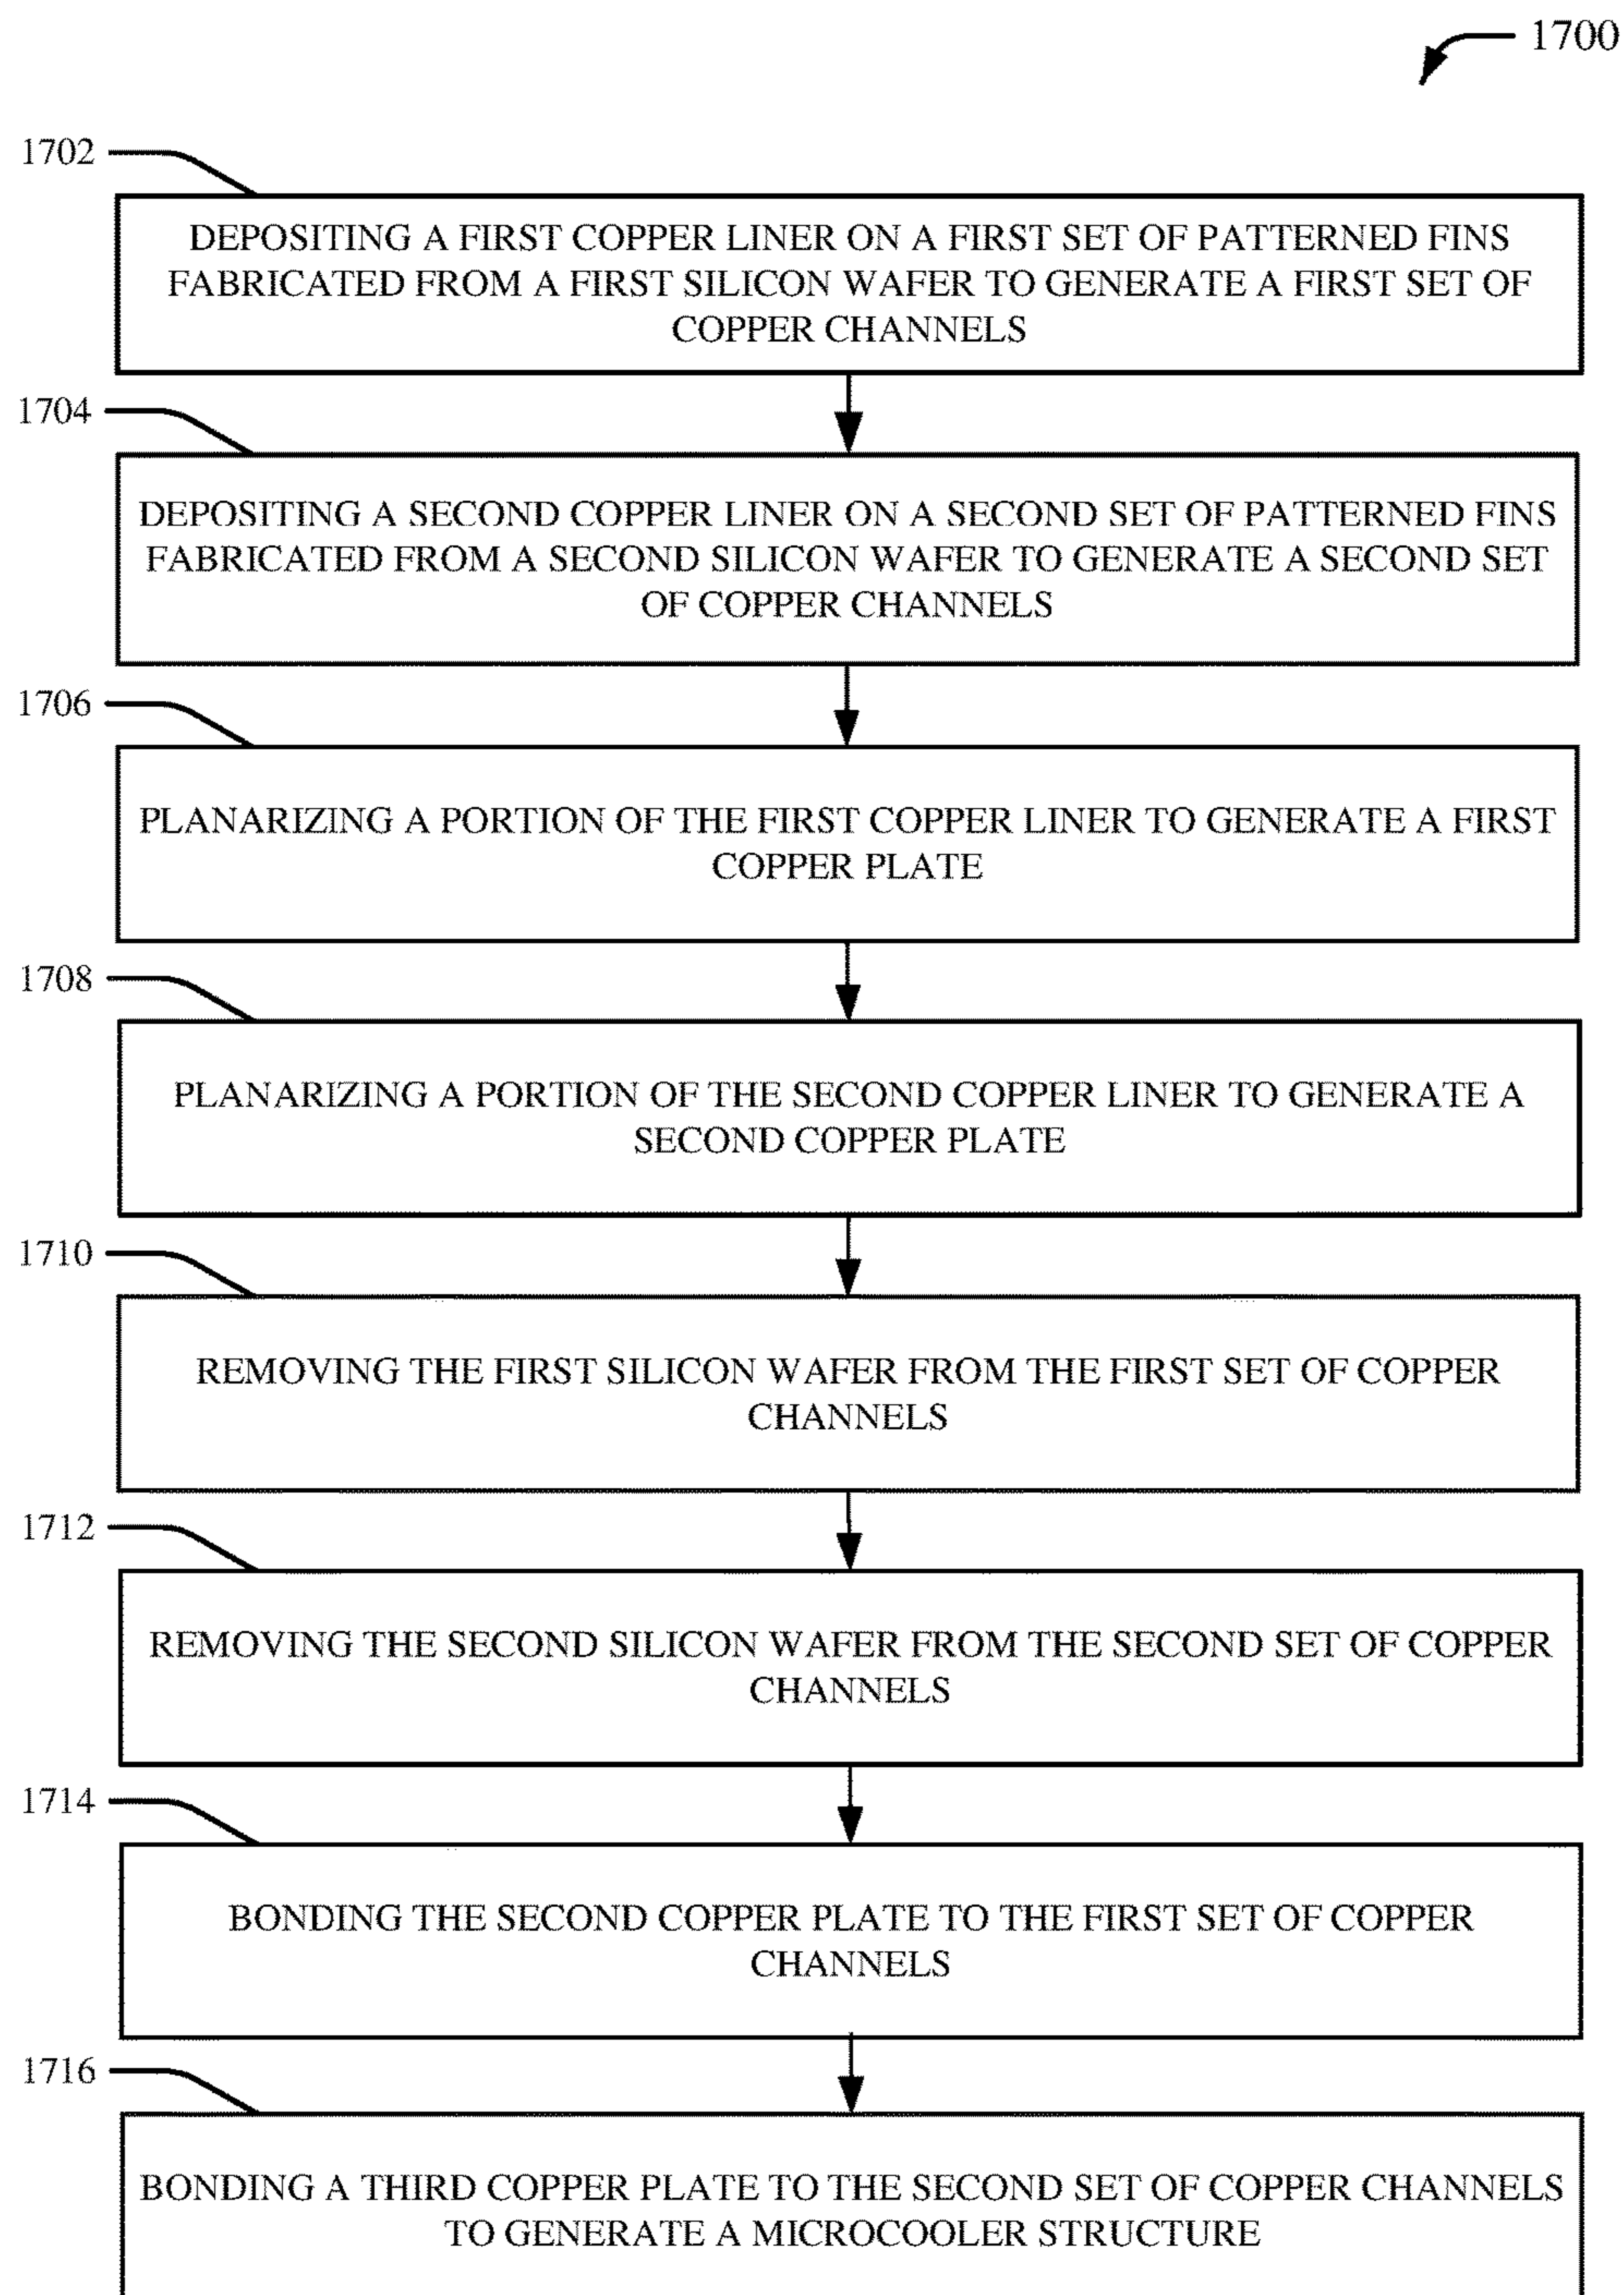 1700
1702
DEPOSITING A FIRST COPPER LINER ON A FIRST SET OF PATTERNED FINS
FABRICATED FROM A FIRST SILICON WAFER TO GENERATE A FIRST SET OF
COPPER CHANNELS
1704
DEPOSITING A SECOND COPPER LINER ON A SECOND SET OF PATTERNED FINS
FABRICATED FROM A SECOND SILICON WAFER TO GENERATE A SECOND SET
OF COPPER CHANNELS
1706
PLANARIZING A PORTION OF THE FIRST COPPER LINER TO GENERATE A FIRST
COPPER PLATE
1708
PLANARIZING A PORTION OF THE SECOND COPPER LINER TO GENERATE A
SECOND COPPER PLATE
1710
REMOVING THE FIRST SILICON WAFER FROM THE FIRST SET OF COPPER
CHANNELS
1712
REMOVING THE SECOND SILICON WAFER FROM THE SECOND SET OF COPPER
CHANNELS
1714
BONDING THE SECOND COPPER PLATE TO THE FIRST SET OF COPPER
CHANNELS
1716
BONDING A THIRD COPPER PLATE TO THE SECOND SET OF COPPER CHANNELS
TO GENERATE A MICROCOOLER STRUCTURE